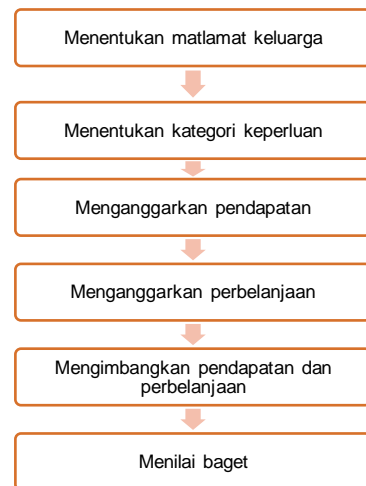 Menentukan matlamat keluarga
Menentukan kategori keperluan
Menganggarkan pendapatan
Menganggarkan perbelanjaan
Mengimbangkan pendapatan dan
perbelanjaan
Menilai baget